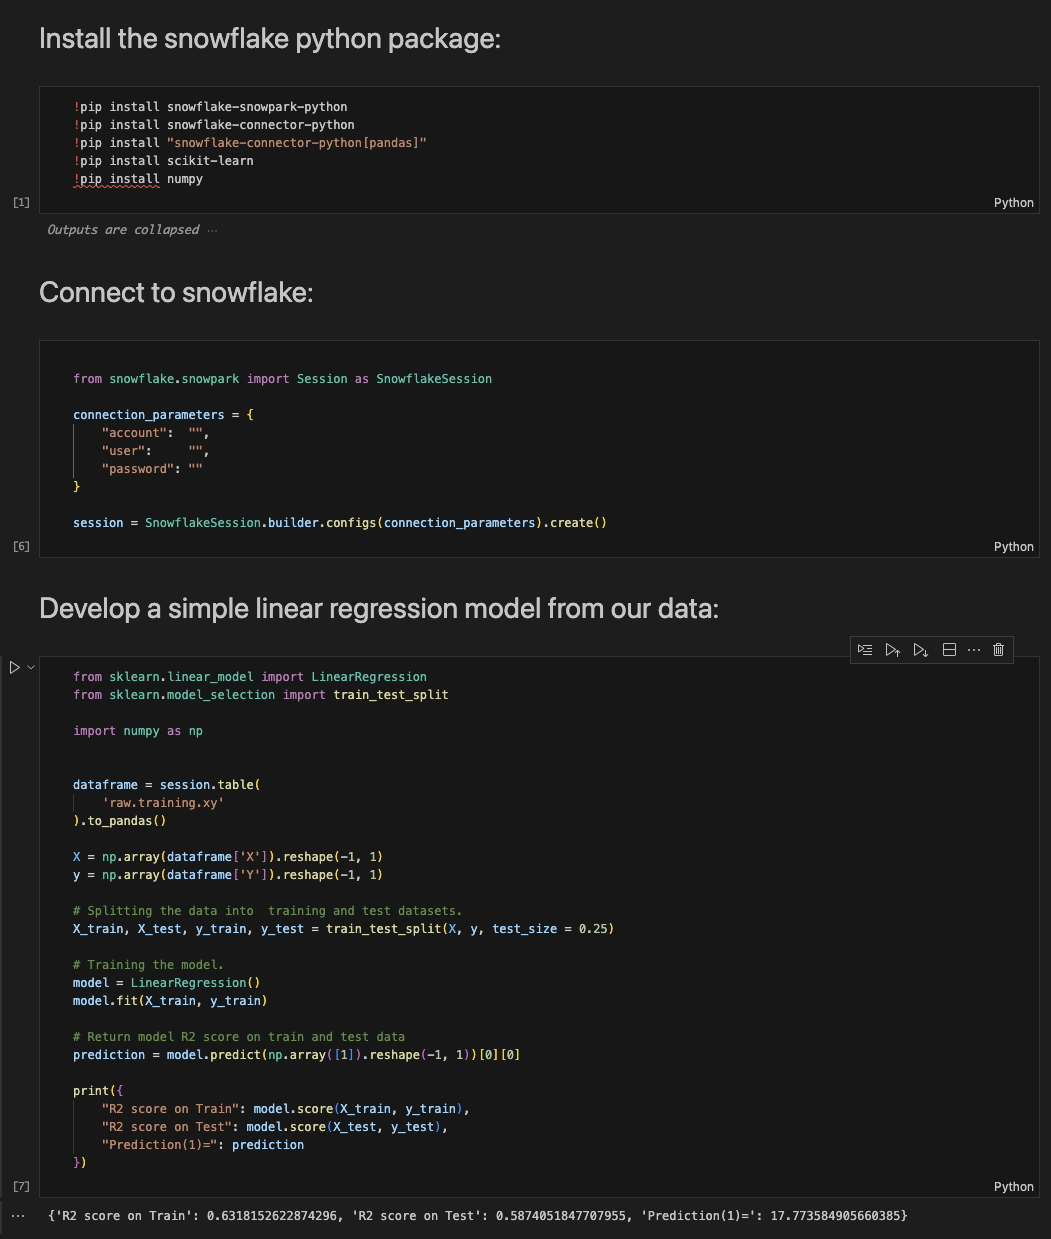 Install the snowflake python package:
!pip install snowflake-snowpark-python
!pip install snowflake-connector-python
!pip install "snowflake-connector-python[pandas]"
!pip install scikit-learn
!pip install numpy
[1]
Python
Outputs are collapsed ...
Connect to snowflake:
from snowflake.snowpark import Session as SnowflakeSession
connection_parameters = {
    "account":  "",
    "user":     "",
    "password": ""
}
session = SnowflakeSession.builder.configs(connection_parameters).create()
[6]
Python
Develop a simple linear regression model from our data:
from sklearn.linear_model import LinearRegression
from sklearn.model_selection import train_test_split
import numpy as np
dataframe = session.table(
    'raw.training.xy'
).to_pandas()
X = np.array(dataframe['X']).reshape(-1, 1)
y = np.array(dataframe['Y']).reshape(-1, 1)
# Splitting the data into  training and test datasets.
X_train, X_test, y_train, y_test = train_test_split(X, y, test_size = 0.25)
# Training the model.
model = LinearRegression()
model.fit(X_train, y_train)
# Return model R2 score on train and test data
prediction = model.predict(np.array([1]).reshape(-1, 1))[0][0]
print({
    "R2 score on Train": model.score(X_train, y_train),
    "R2 score on Test": model.score(X_test, y_test),
    "Prediction(1)=": prediction
})
[7]
Python
{'R2 score on Train': 0.6318152622874296, 'R2 score on Test': 0.5874051847707955, 'Prediction(1)=': 17.773584905660385}